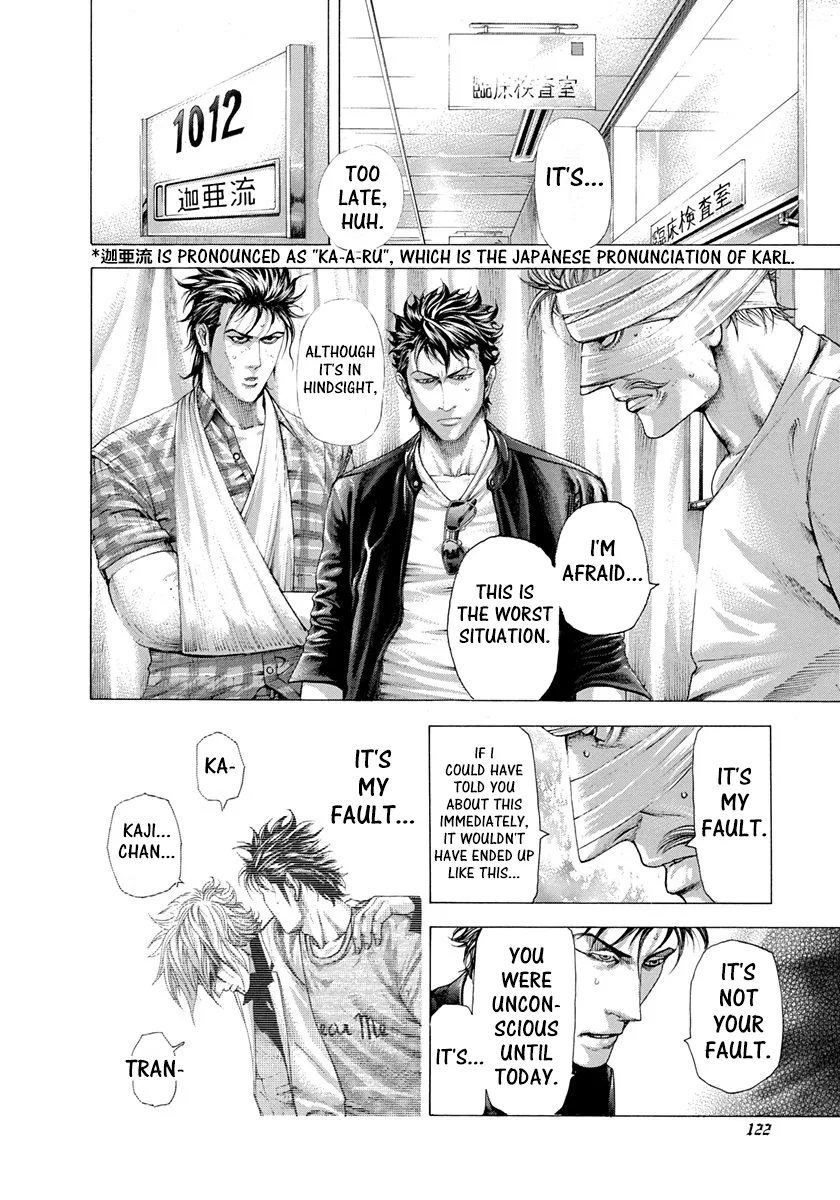 臨床検査室
IT'S...
臨床検査室
TOO
LATE,
HUH.
1012
迦亜流
*迦亜流 IS PRONOUNCED AS "KA-A-RU", WHICH IS THE JAPANESE PRONUNCIATION OF KARL.
ALTHOUGH
IT'S IN
HINDSIGHT,
I'M
AFRAID...
THIS IS
THE WORST
SITUATION.
IT'S
MY
FAULT.
IF I
COULD HAVE
TOLD YOU
ABOUT THIS
IMMEDIATELY,
IT WOULDN'T
HAVE ENDED UP
LIKE THIS...
IT'S
NOT
YOUR
FAULT.
YOU
WERE
UNCON-
SCIOUS
UNTIL
TODAY.
IT'S...
IT'S
MY
FAULT...
KA-
KAJI...
CHAN...
ear Me
TRAN-
122